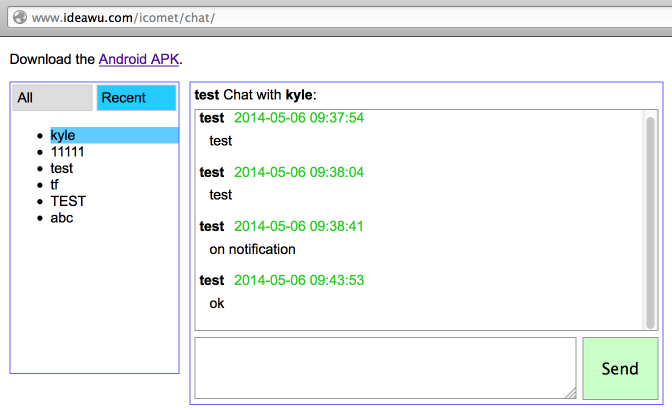 www.ideawu.com/icomet/chat/
Download the Android APK.
All
Recent
kyle
11111
test
tf
TEST
abc
test Chat with kyle:
test 2014-05-06 09:37:54
test
test 2014-05-06 09:38:04
test
test 2014-05-06 09:38:41
on notification
test 2014-05-06 09:43:53
ok
Send